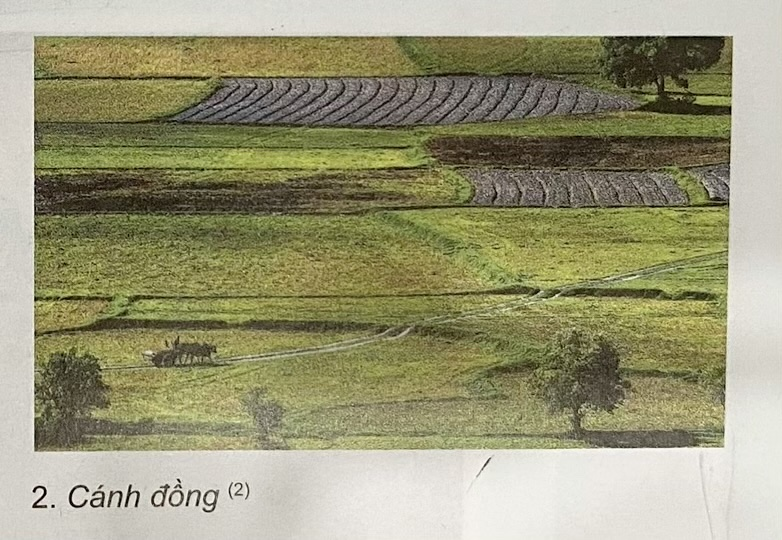 2. Cánh đồng ⁽²⁾